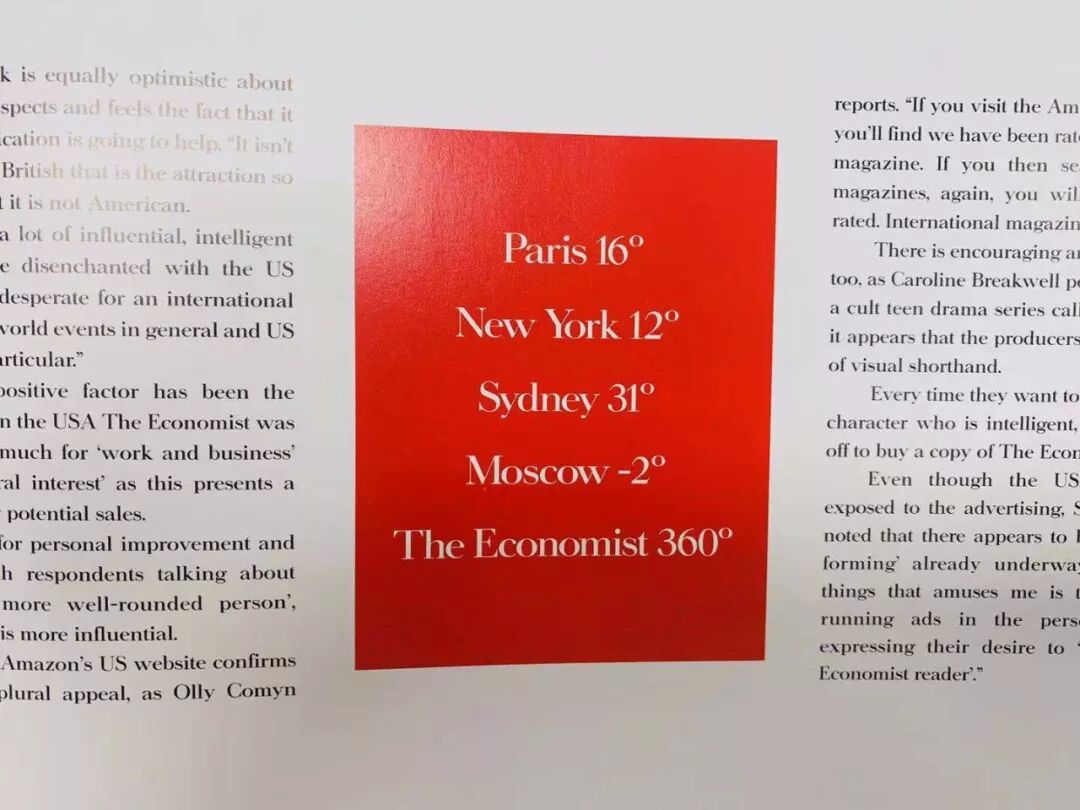 k is equally optimistic about
spects and feels the fact that it
ication is going to help. “It isn’t
British that is the attraction so
t it is not American.
a lot of influential, intelligent
e disenchanted with the US
desperate for an international
world events in general and US
articular.”
positive factor has been the
n the USA The Economist was
much for ‘work and business’
ral interest’ as this presents a
potential sales.
for personal improvement and
h respondents talking about
more well-rounded person’,
is more influential.
Amazon’s US website confirms
plural appeal, as Olly Comyn
Paris 16°
New York 12°
Sydney 31°
Moscow -2°
The Economist 360°
reports. “If you visit the Am
you’ll find we have been rat
magazine. If you then se
magazines, again, you wil
rated. International magazin
There is encouraging a
too, as Caroline Breakwell p
a cult teen drama series cal
it appears that the producers
of visual shorthand.
Every time they want to
character who is intelligent,
off to buy a copy of The Econ
Even though the US
exposed to the advertising, S
noted that there appears to
forming’ already underway
things that amuses me is t
running ads in the pers
expressing their desire to ‘
Economist reader’.”